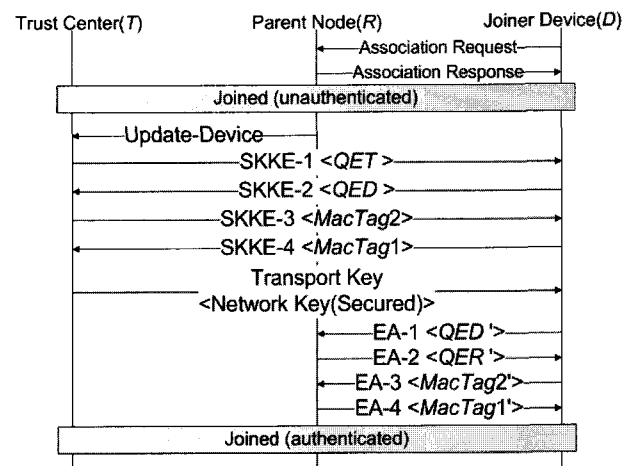 Trust Center(T) Parent Node(R) Joiner Device(D)
Association Request
Association Response
Joined (unauthenticated)
Update-Device
SKKE-1 <QET >
SKKE-2 <QED >
SKKE-3 <MacTag2>
SKKE-4 <MacTag1>
Transport Key
<Network Key(Secured)>
EA-1 <QED '>
EA-2 <QER '>
EA-3 <MacTag2'>
EA-4 <MacTag1'>
Joined (authenticated)